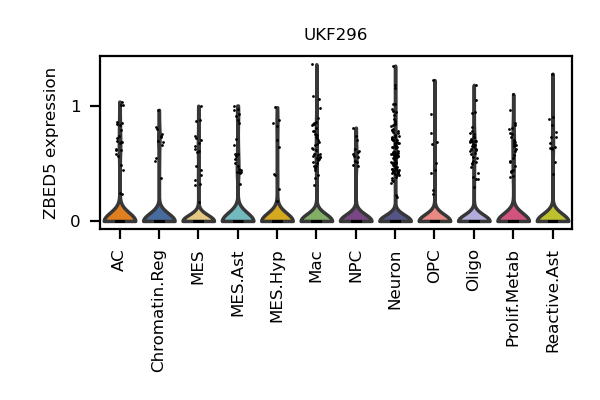 UKF296
ZBED5 expression
1
0
AC
Chromatin.Reg
MES
MES.Ast
MES.Hyp
Mac
NPC
Neuron
OPC
Oligo
Prolif.Metab
Reactive.Ast